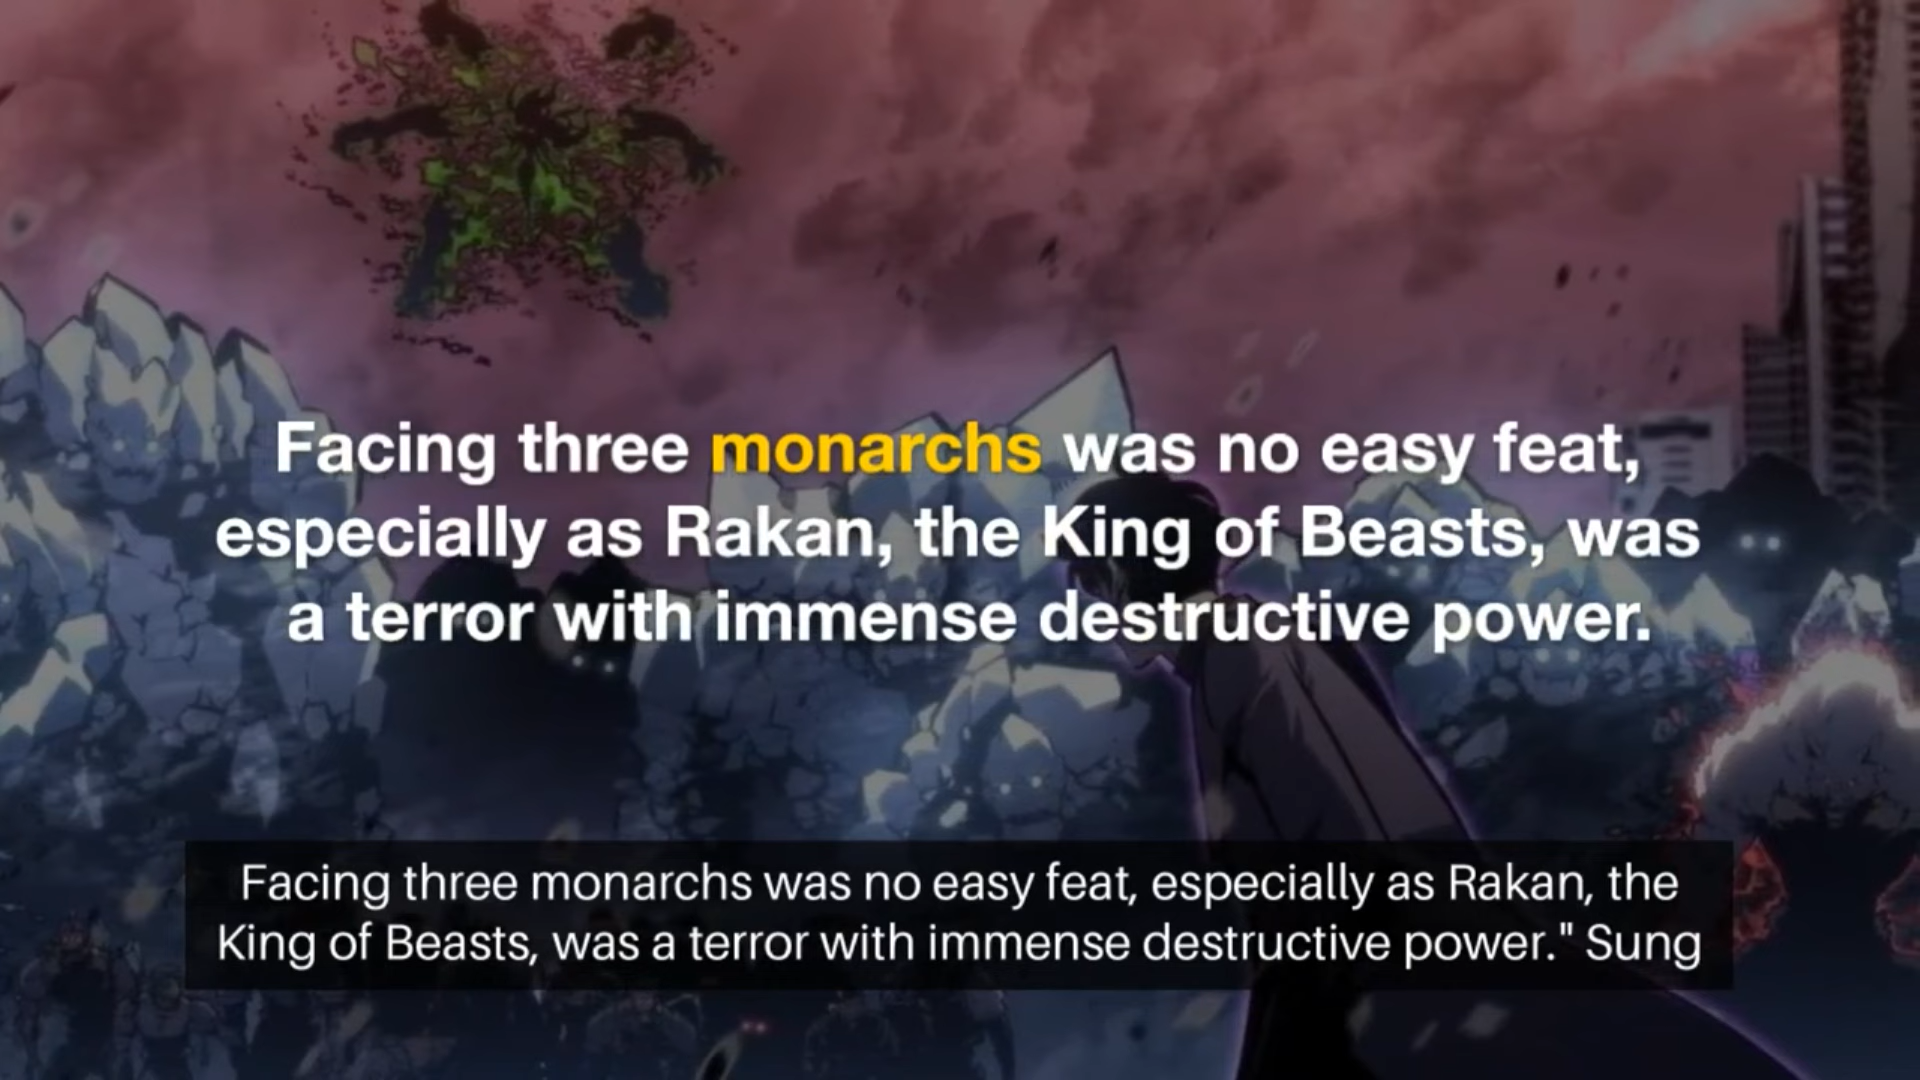 Facing three monarchs was no easy feat,
especially as Rakan, the King of Beasts, was
a terror with immense destructive power.
Facing three monarchs was no easy feat, especially as Rakan, the
King of Beasts, was a terror with immense destructive power." Sung